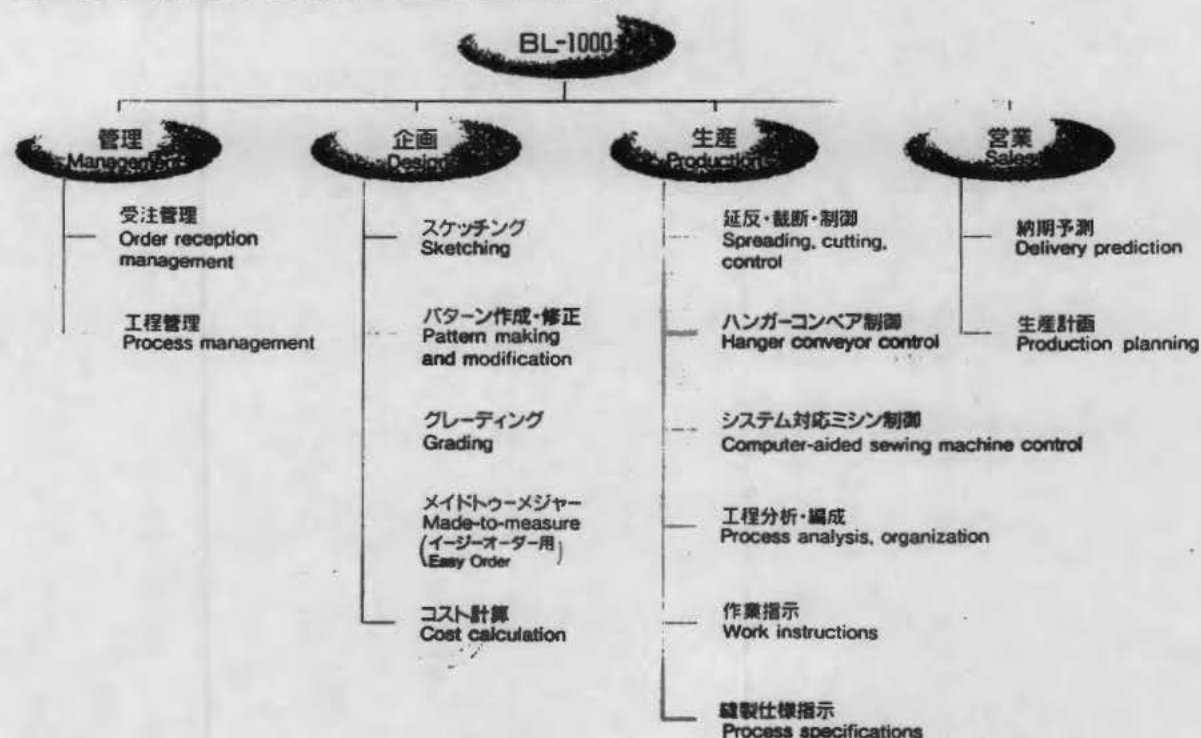 BL-1000
管理
Management
受注管理
Order reception
management
工程管理
Process management
企画
Design
スケッチング
Sketching
パターン作成・修正
Pattern making
and modification
グレーディング
Grading
メイドトゥーメジャー
Made-to-measure
(イージーオーダー用
Easy Order)
コスト計算
Cost calculation
生産
Production
延反・裁断・制御
Spreading, cutting,
control
ハンガーコンベア制御
Hanger conveyor control
システム対応ミシン制御
Computer-aided sewing machine control
工程分析・編成
Process analysis, organization
作業指示
Work instructions
縫製仕様指示
Process specifications
営業
Sales
納期予測
Delivery prediction
生産計画
Production planning